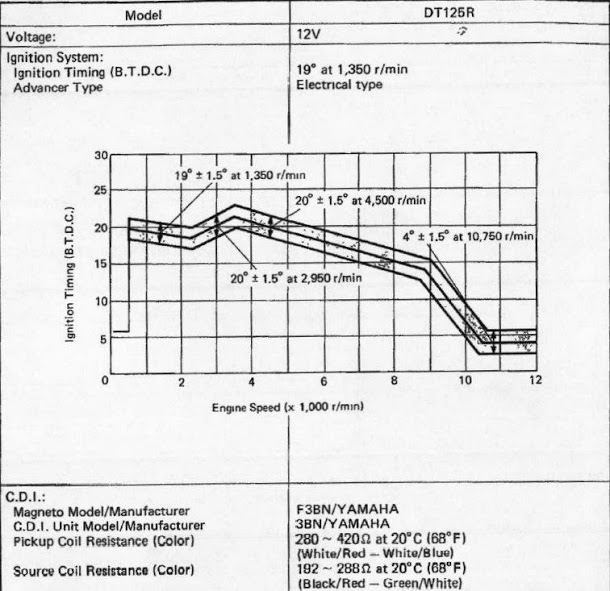 Model DT125R
Voltage: 12V
Ignition System:
Ignition Timing (B.T.D.C.) 19° at 1,350 r/min
Advancer Type Electrical type
30
25
20
15
10
5
0 2 4 6 8 10 12
Ignition Timing (B.T.D.C.)
19° ± 1.5° at 1,350 r/min
20° ± 1.5° at 4,500 r/min
4° ± 1.5° at 10,750 r/min
20° ± 1.5° at 2,950 r/min
Engine Speed (x 1,000 r/min)
C.D.I.:
Magneto Model/Manufacturer F3BN/YAMAHA
C.D.I. Unit Model/Manufacturer 3BN/YAMAHA
Pickup Coil Resistance (Color) 280 ~ 420Ω at 20°C (68°F)
(White/Red – White/Blue)
Source Coil Resistance (Color) 192 ~ 288Ω at 20°C (68°F)
(Black/Red – Green/White)